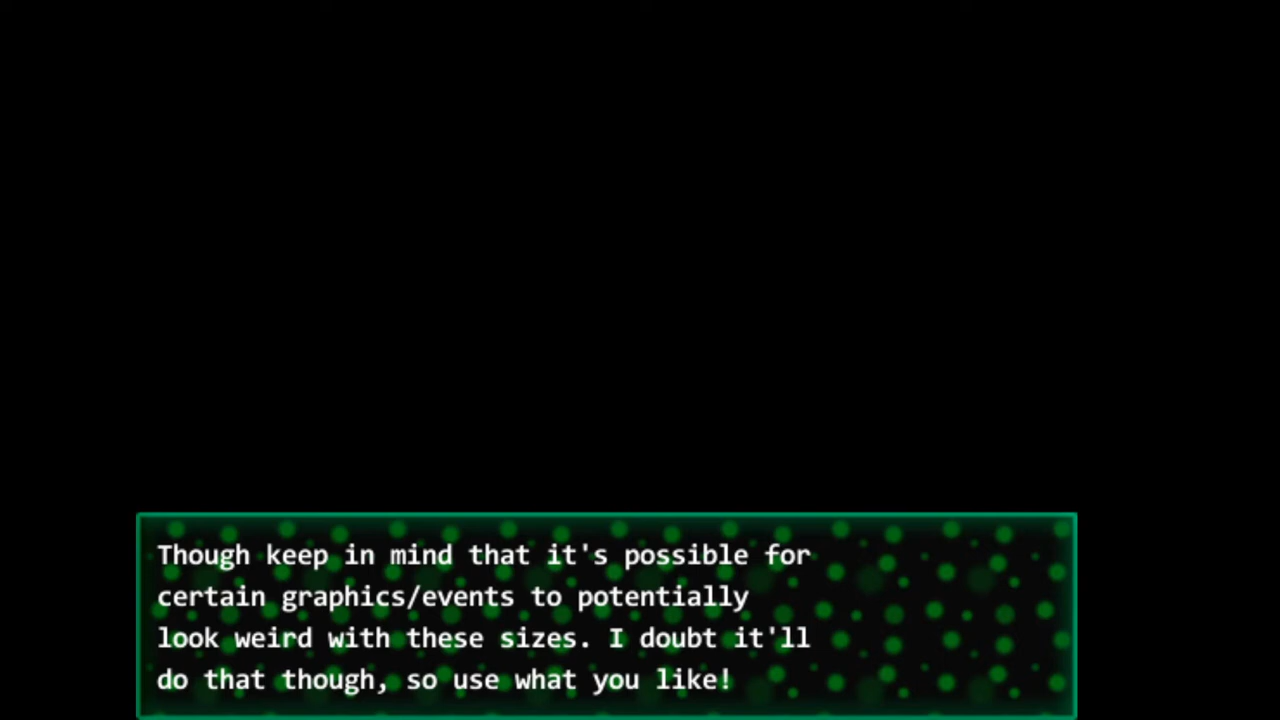 Though keep in mind that it's possible for
certain graphics/events to potentially
look weird with these sizes. I doubt it'll
do that though, so use what you like!